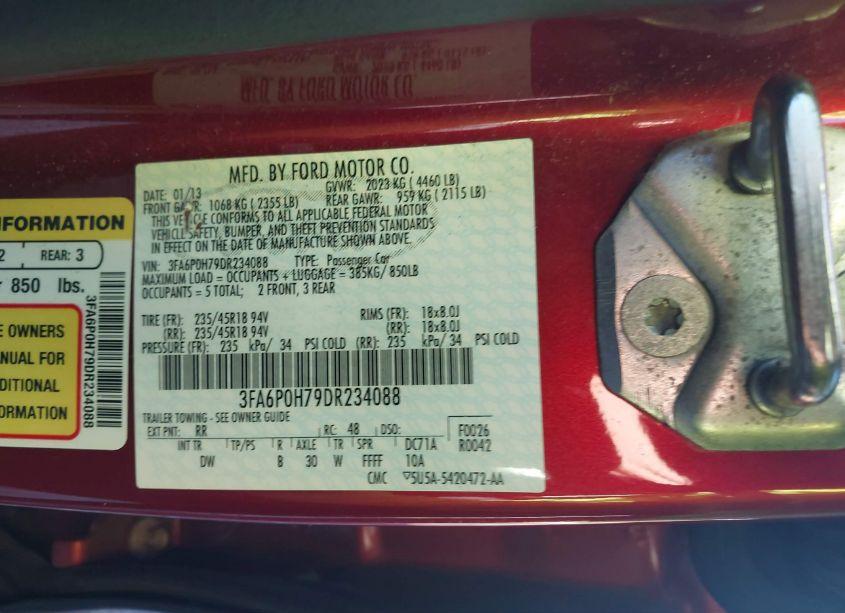 MFD. BY FORD MOTOR CO.
DATE: 01/13 GVWR: 2023 KG ( 4460 LB)
FRONT GAWR: 1068 KG ( 2355 LB) REAR GAWR: 959 KG ( 2115 LB)
THIS VEHICLE CONFORMS TO ALL APPLICABLE FEDERAL MOTOR
VEHICLE SAFETY, BUMPER, AND THEFT PREVENTION STANDARDS
IN EFFECT ON THE DATE OF MANUFACTURE SHOWN ABOVE.
VIN: 3FA6P0H79DR234088 TYPE: Passenger Car
MAXIMUM LOAD = OCCUPANTS + LUGGAGE = 385KG/ 850LB
OCCUPANTS = 5 TOTAL; 2 FRONT, 3 REAR
TIRE (FR): 235/45R18 94V RIMS (FR): 18x8.0J
(RR): 235/45R18 94V (RR): 18x8.0J
PRESSURE (FR): 235 kPa/ 34 PSI COLD (RR): 235 kPa/ 34 PSI COLD
3FA6P0H79DR234088
TRAILER TOWING - SEE OWNER GUIDE
EXT PNT: RR RC: 48 DSO: F0026
INT TR TP/PS R AXLE TR SPR DC71A R0042
DW 8 30 W FFFF 10A
CMC 5U5A-5420472-AA
INFORMATION
2 REAR: 3
850 lbs.
OWNERS
MANUAL FOR
INFORMATION
3FA6P0H79DR234088